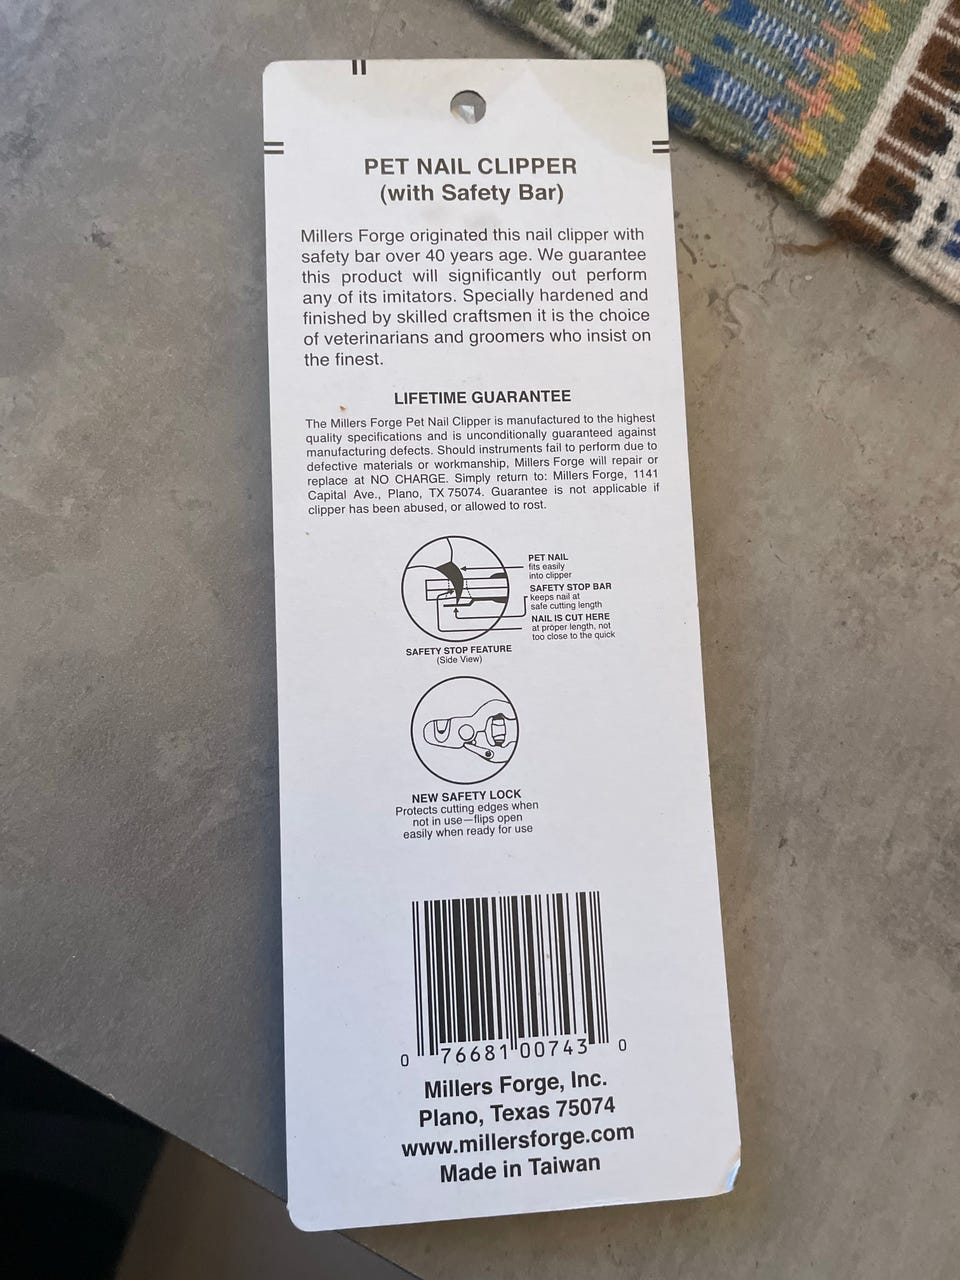 PET NAIL CLIPPER
(with Safety Bar)
Millers Forge originated this nail clipper with
safety bar over 40 years age. We guarantee
this product will significantly out perform
any of its imitators. Specially hardened and
finished by skilled craftsmen it is the choice
of veterinarians and groomers who insist on
the finest.
LIFETIME GUARANTEE
The Millers Forge Pet Nail Clipper is manufactured to the highest
quality specifications and is unconditionally guaranteed against
manufacturing defects. Should instruments fail to perform due to
defective materials or workmanship, Millers Forge will repair or
replace at NO CHARGE. Simply return to: Millers Forge, 1141
Capital Ave., Plano, TX 75074. Guarantee is not applicable if
clipper has been abused, or allowed to rost.
PET NAIL
fits easily
into clipper
SAFETY STOP BAR
keeps nail at
safe cutting length
NAIL IS CUT HERE
at proper length, not
too close to the quick
SAFETY STOP FEATURE
(Side View)
NEW SAFETY LOCK
Protects cutting edges when
not in use—flips open
easily when ready for use
0 76681 00743 0
Millers Forge, Inc.
Plano, Texas 75074
www.millersforge.com
Made in Taiwan